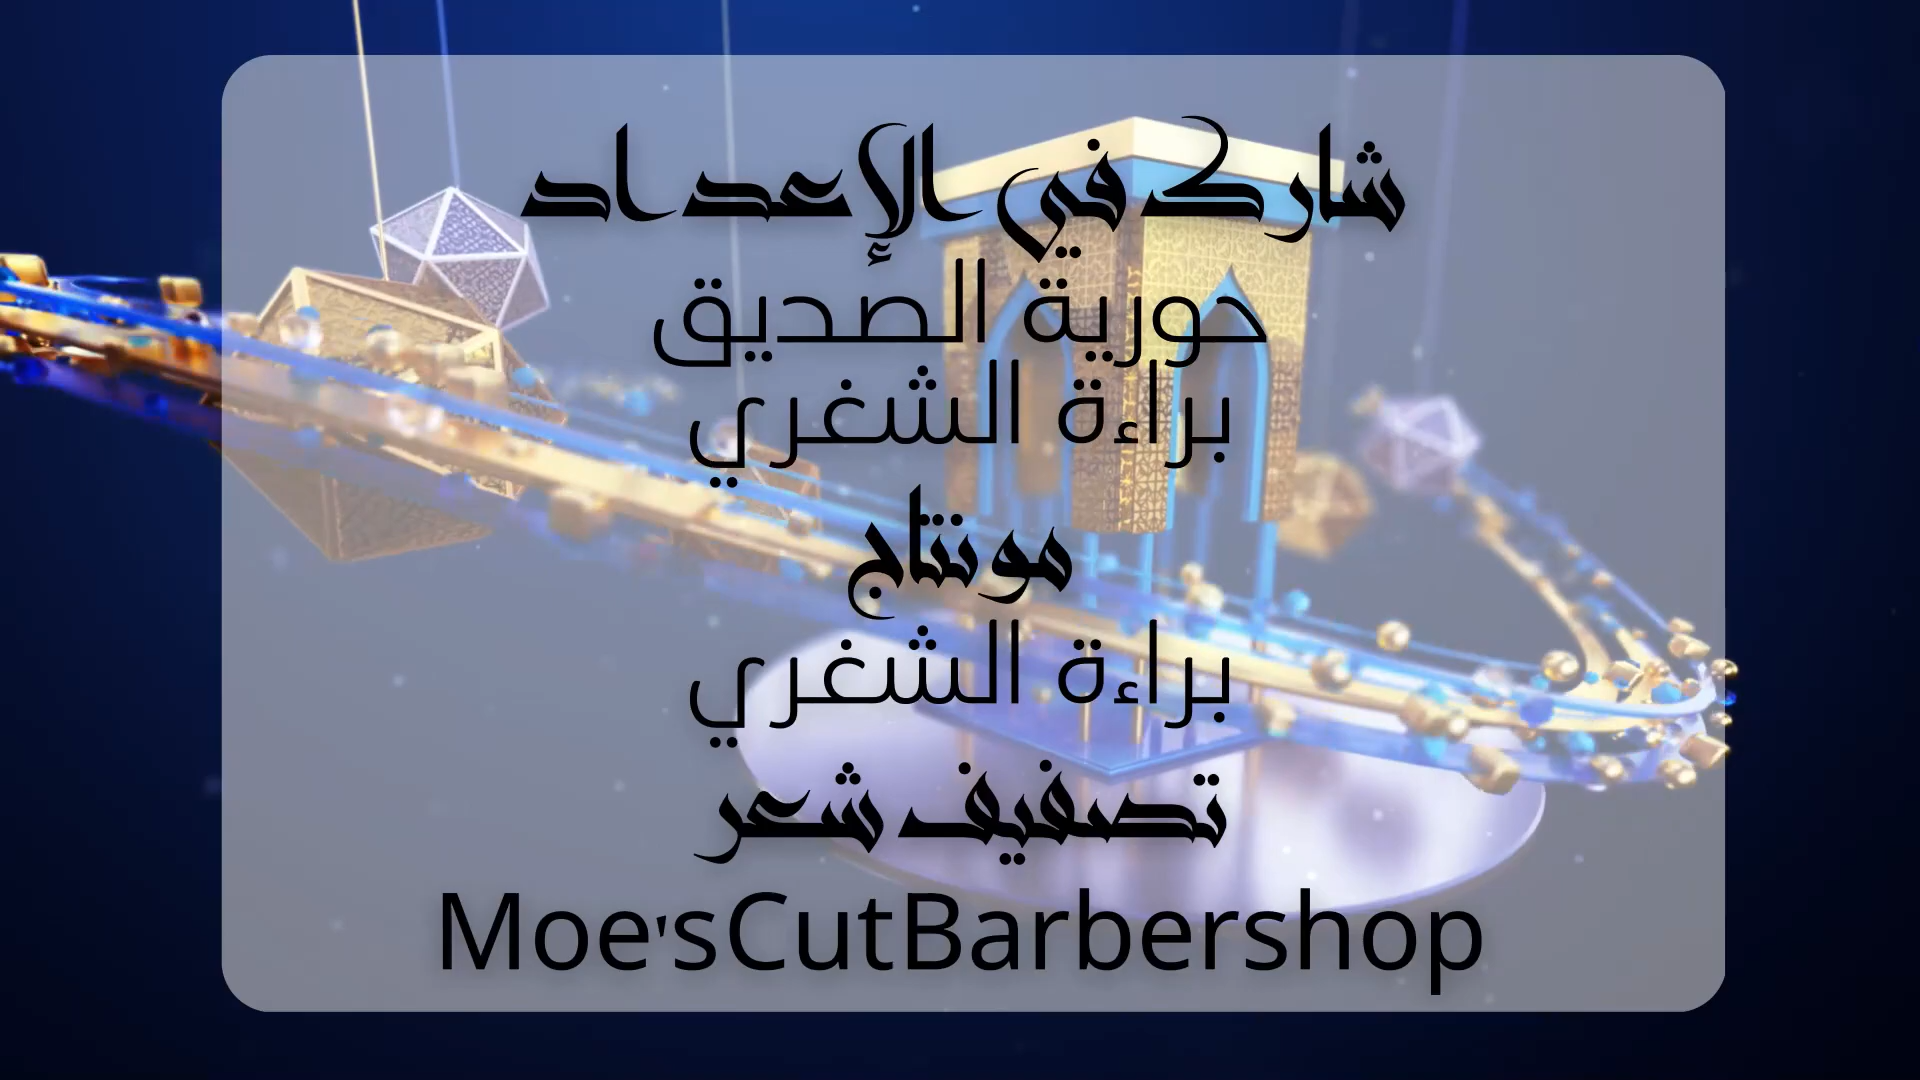 شارك في الإعداد
حورية الصديق
براءة الشغري
مونتاج
براءة الشغري
تصفيف شعر
Moe'sCutBarbershop